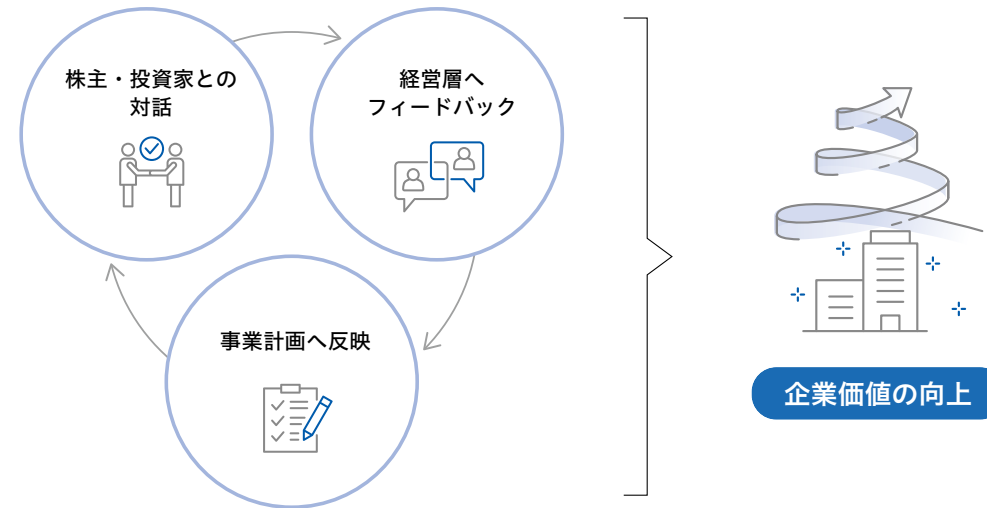 株主・投資家との
対話
経営層へ
フィードバック
事業計画へ反映
企業価値の向上